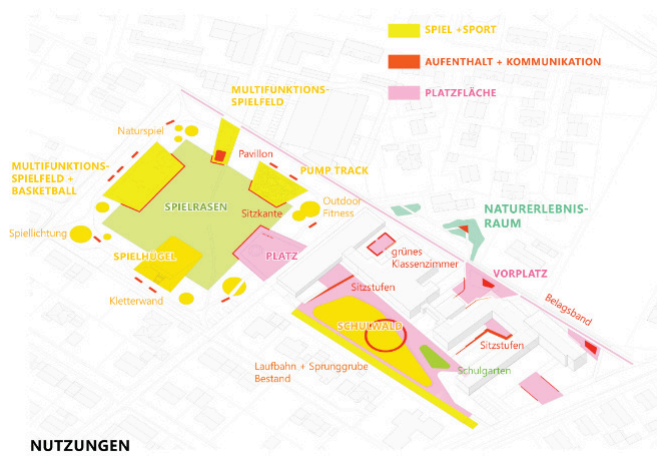 SPIEL + SPORT
AUFENTHALT + KOMMUNIKATION
PLATZFLÄCHE
MULTIFUNKTIONS-
SPIELFELD
Naturspiel
Pavillon
MULTIFUNKTIONS-
SPIELFELD +
BASKETBALL
PUMP TRACK
SPIELRASEN
Sitzkante
Outdoor
Fitness
NATURERLEBNIS-
RAUM
Spiellichtung
SPIELHÜGEL
PLATZ
grünes
Klassenzimmer
VORPLATZ
Kletterwand
Sitzstufen
Belagsband
SCHULWALD
Sitzstufen
Laufbahn + Sprunggrube
Bestand
Schulgarten
NUTZUNGEN